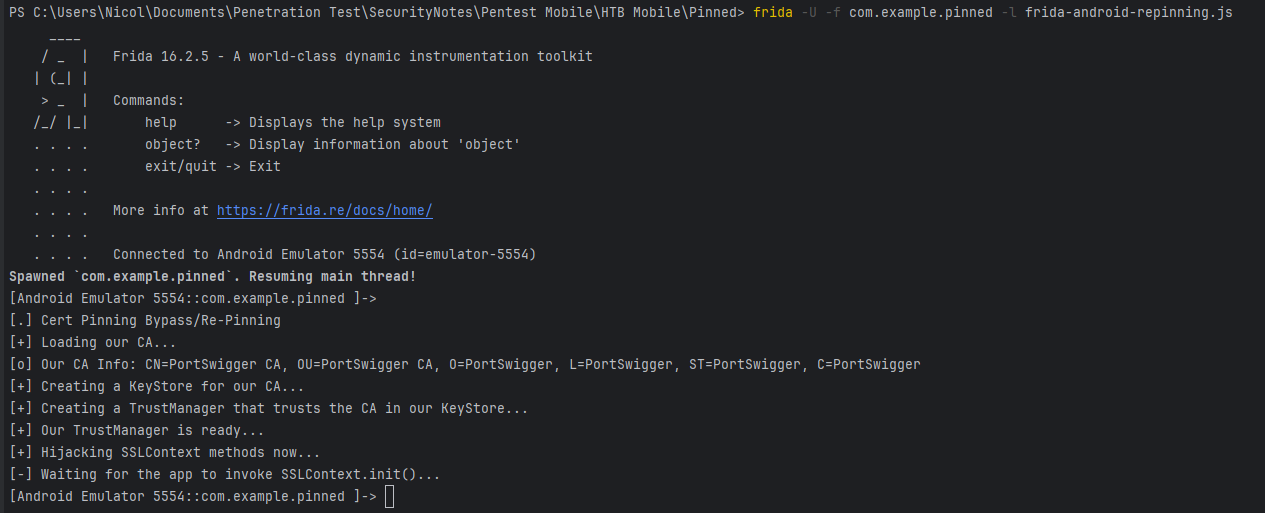 PS C:\Users\Nicol\Documents\Penetration Test\SecurityNotes\Pentest Mobile\HTB Mobile\Pinned> frida -U -f com.example.pinned -l frida-android-repinning.js
     ____
    / _  |   Frida 16.2.5 - A world-class dynamic instrumentation toolkit
   | (_| |
    > _  |   Commands:
   /_/ |_|       help      -> Displays the help system
   . . . .       object?   -> Display information about 'object'
   . . . .       exit/quit -> Exit
   . . . .
   . . . .   More info at https://frida.re/docs/home/
   . . . .
   . . . .   Connected to Android Emulator 5554 (id=emulator-5554)
Spawned `com.example.pinned`. Resuming main thread!
[Android Emulator 5554::com.example.pinned ]->
[.] Cert Pinning Bypass/Re-Pinning
[+] Loading our CA...
[o] Our CA Info: CN=PortSwigger CA, OU=PortSwigger CA, O=PortSwigger, L=PortSwigger, ST=PortSwigger, C=PortSwigger
[+] Creating a KeyStore for our CA...
[+] Creating a TrustManager that trusts the CA in our KeyStore...
[+] Our TrustManager is ready...
[+] Hijacking SSLContext methods now...
[-] Waiting for the app to invoke SSLContext.init()...
[Android Emulator 5554::com.example.pinned ]->